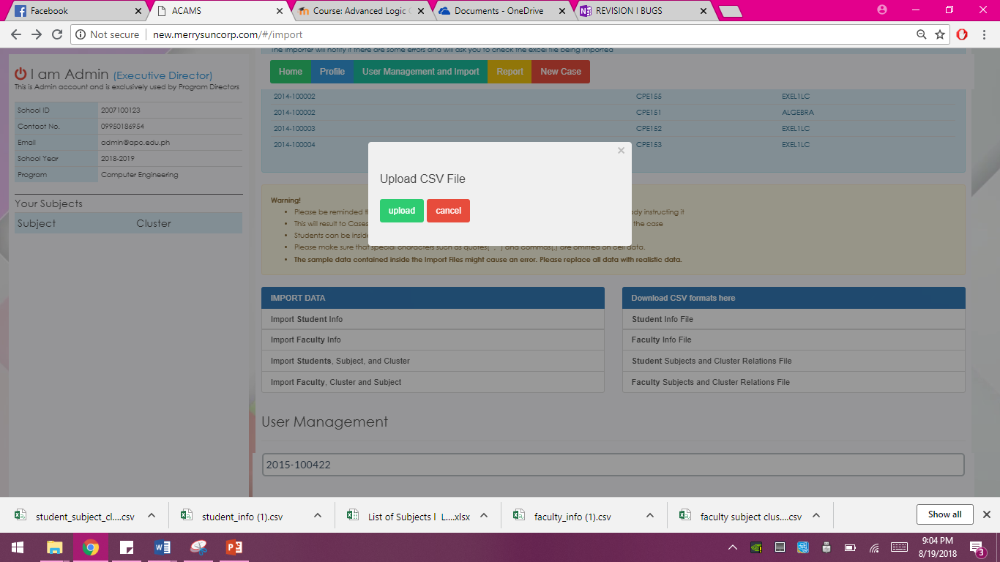 Facebook
ACAMS
Course: Advanced Logic
Documents - OneDrive
REVISION I BUGS
Not secure
new.merrysuncorp.com/#/import
The importer will notify if there are some errors and will ask you to check the excel file being imported
I am Admin (Executive Director)
This is Admin account and is exclusively used by Program Directors
School ID 2007100123
Contact No. 09950186954
Email admin@apc.edu.ph
School Year 2018-2019
Program Computer Engineering
Your Subjects
Subject Cluster
Home Profile User Management and Import Report New Case
2014-100002 CPE155 EXEL1LC
2014-100002 CPE151 ALGEBRA
2014-100003 CPE152 EXEL1LC
2014-100004 CPE153 EXEL1LC
×
Upload CSV File
upload cancel
Warning!
Please be reminded ady instructing it
This will result to Cases the case
Students can be insid
Please make sure that special characters such as quotes( ) and commas(,) are omitted on cell data.
The sample data contained inside the Import Files might cause an error. Please replace all data with realistic data.
IMPORT DATA
Import Student Info
Import Faculty Info
Import Students, Subject, and Cluster
Import Faculty, Cluster and Subject
Download CSV formats here
Student Info File
Faculty Info File
Student Subjects and Cluster Relations File
Faculty Subjects and Cluster Relations File
User Management
2015-100422
student_subject_cl....csv
student_info (1).csv
List of Subjects l L....xlsx
faculty_info (1).csv
faculty subject clus....csv
Show all
9:04 PM
8/19/2018
3